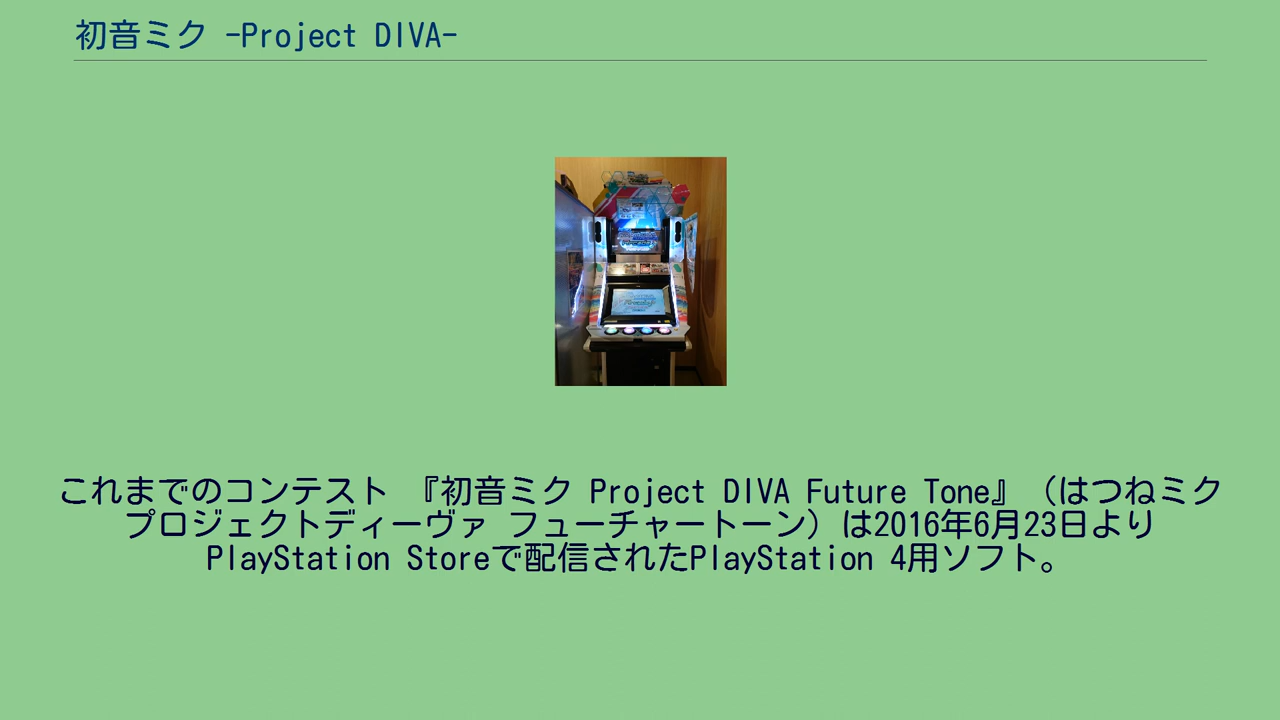 初音ミク -Project DIVA-
これまでのコンテスト 『初音ミク Project DIVA Future Tone』（はつねミク
プロジェクトディーヴァ フューチャートーン）は2016年6月23日より
PlayStation Storeで配信されたPlayStation 4用ソフト。